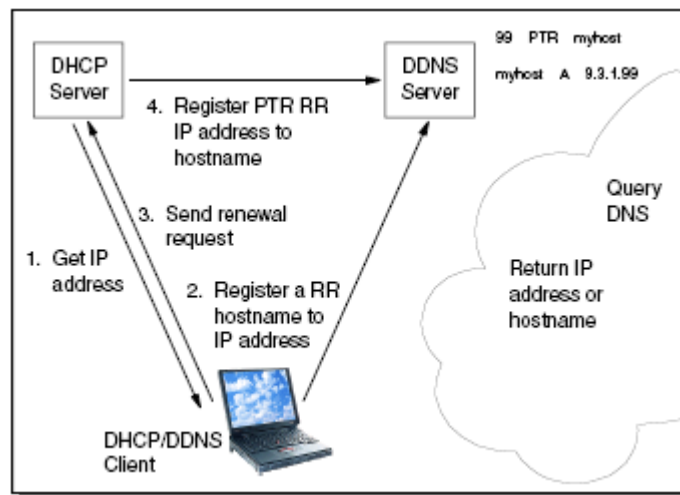 DHCP
Server
DDNS
Server
99 PTR myhost
myhost A 9.3.1.99
4. Register PTR RR
IP address to
hostname
3. Send renewal
request
1. Get IP
address
2. Register a RR
hostname to
IP address
DHCP/DDNS
Client
Query
DNS
Return IP
address or
hostname